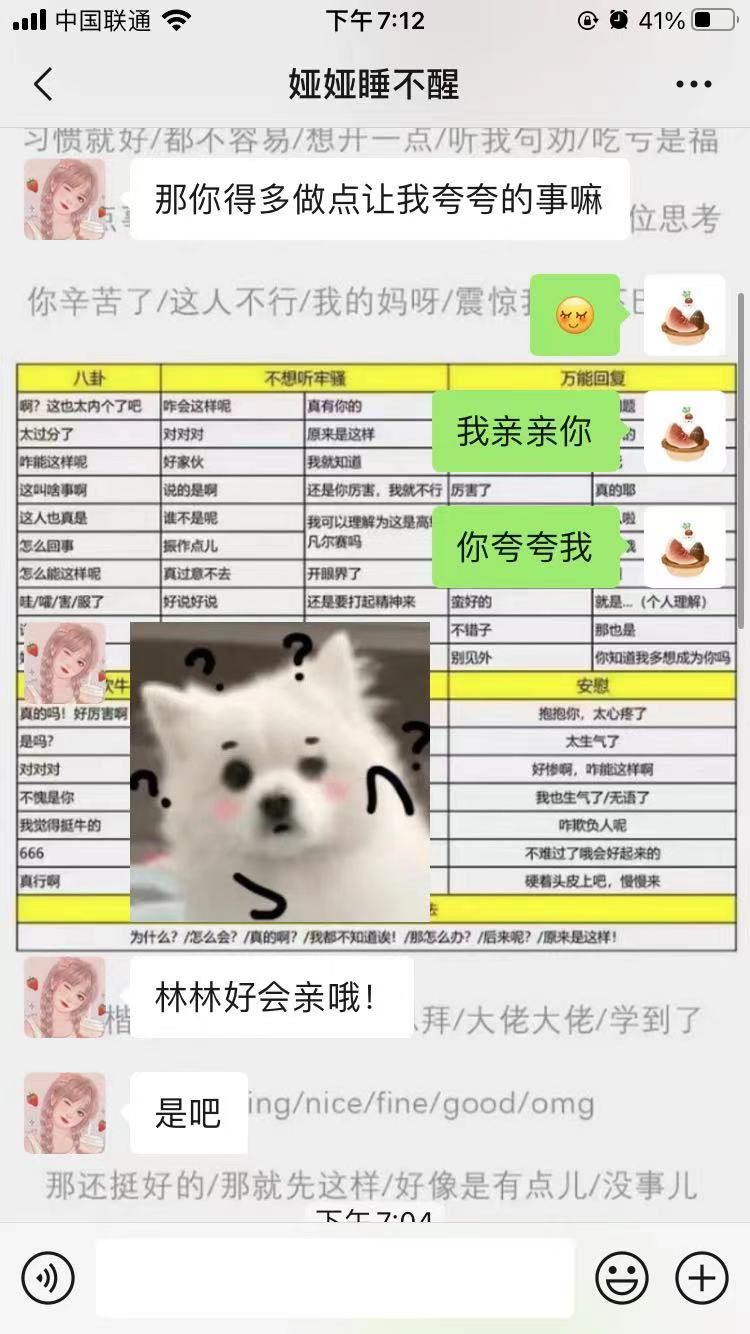 中国联通
下午7:12
41%
娅娅睡不醒
习惯就好/都不容易/想开一点/听我句劝/吃亏是福
那你得多做点让我夸夸的事嘛
位思考
你辛苦了/这人不行/我的妈呀/震惊
八卦 不想听牢骚 万能回复
啊？这也太内个了吧 咋会这样呢 真有你的
我亲亲你
太过分了 对对对 原来是这样 的
咋能这样呢 好家伙 我就知道
这叫啥事啊 说的是啊 还是你厉害，我就不行 厉害了 真的耶
这人也真是 谁不是呢 我可以理解为这是高 啦
怎么回事 振作点儿 凡尔赛吗
你夸夸我
怎么能这样呢 真过意不去 开眼界了
哇/嚯/害/服了 好说好说 还是要打起精神来 蛮好的 就是…（个人理解）
不错子 那也是
别见外 你知道我多想成为你吗
吹牛 安慰
真的吗！好厉害啊 抱抱你，太心疼了
是吗？ 太生气了
对对对 好惨啊，咋能这样啊
不愧是你 我也生气了/无语了
我觉得挺牛的 咋欺负人呢
666 不难过了哦会好起来的
真行啊 硬着头皮上吧，慢慢来
去
为什么？/怎么会？/真的啊？/我都不知道诶！/那怎么办？/后来呢？/原来是这样！
林林好会亲哦！
楷 拜/大佬大佬/学到了
是吧
ing/nice/fine/good/omg
那还挺好的/那就先这样/好像是有点儿/没事儿
下午7:04